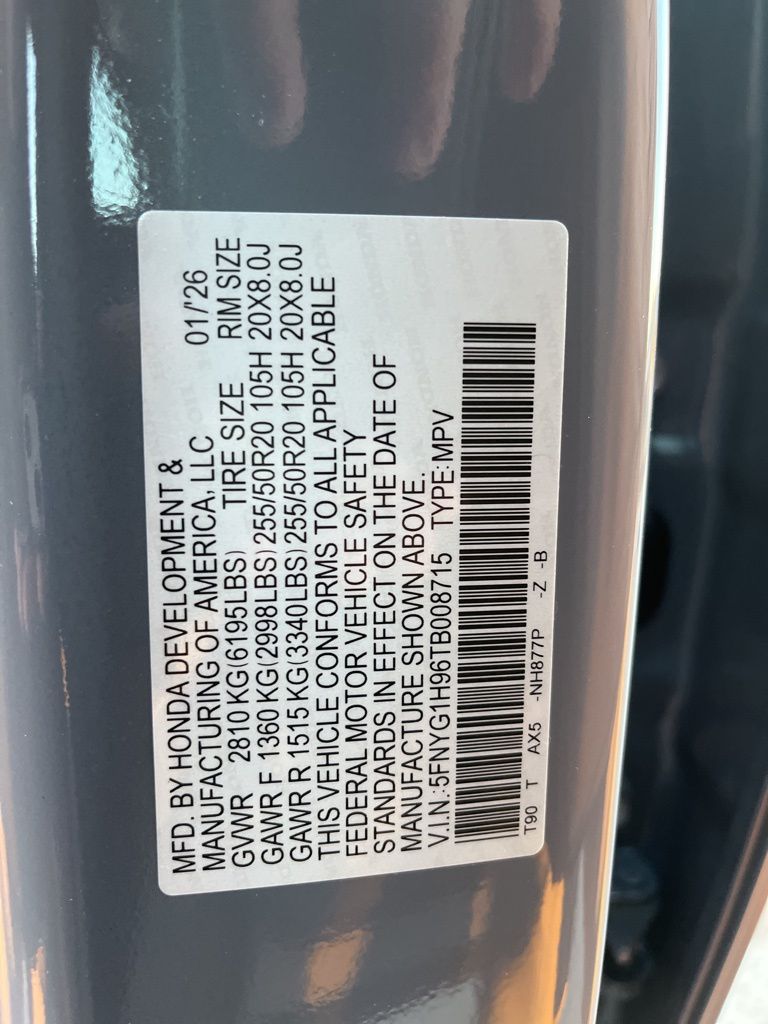 MFD. BY HONDA DEVELOPMENT &
MANUFACTURING OF AMERICA, LLC 01/'26
GVWR 2810 KG(6195LBS) TIRE SIZE RIM SIZE
GAWR F 1360 KG(2998LBS) 255/50R20 105H 20X8.0J
GAWR R 1515 KG(3340LBS) 255/50R20 105H 20X8.0J
THIS VEHICLE CONFORMS TO ALL APPLICABLE
FEDERAL MOTOR VEHICLE SAFETY
STANDARDS IN EFFECT ON THE DATE OF
MANUFACTURE SHOWN ABOVE.
V.I.N.:5FNYG1H96TB008715 TYPE:MPV
T90 T AX5 -NH877P -Z -B